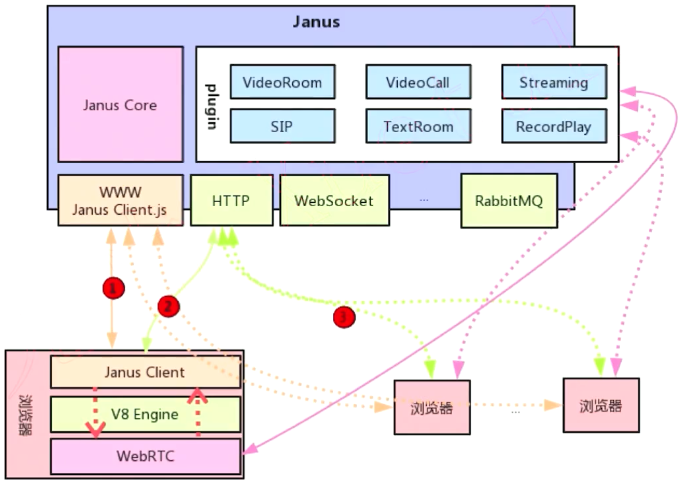 Janus
Janus Core
plugin
VideoRoom
VideoCall
Streaming
SIP
TextRoom
RecordPlay
WWW
Janus Client.js
HTTP
WebSocket
...
RabbitMQ
1
2
3
浏览器
Janus Client
V8 Engine
WebRTC
浏览器
...
浏览器